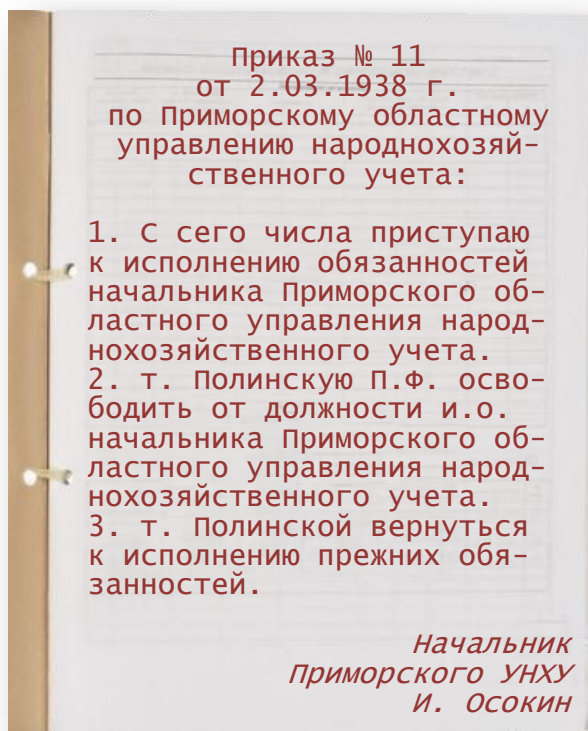 Приказ № 11
от 2.03.1938 г.
по Приморскому областному
управлению народнохозяй-
ственного учета:
1. С сего числа приступаю
к исполнению обязанностей
начальника Приморского об-
ластного управления народ-
нохозяйственного учета.
2. т. Полинскую П.Ф. осво-
бодить от должности и.о.
начальника Приморского об-
ластного управления народ-
нохозяйственного учета.
3. т. Полинской вернуться
к исполнению прежних обя-
занностей.
Начальник
Приморского УНХУ
И. Осокин